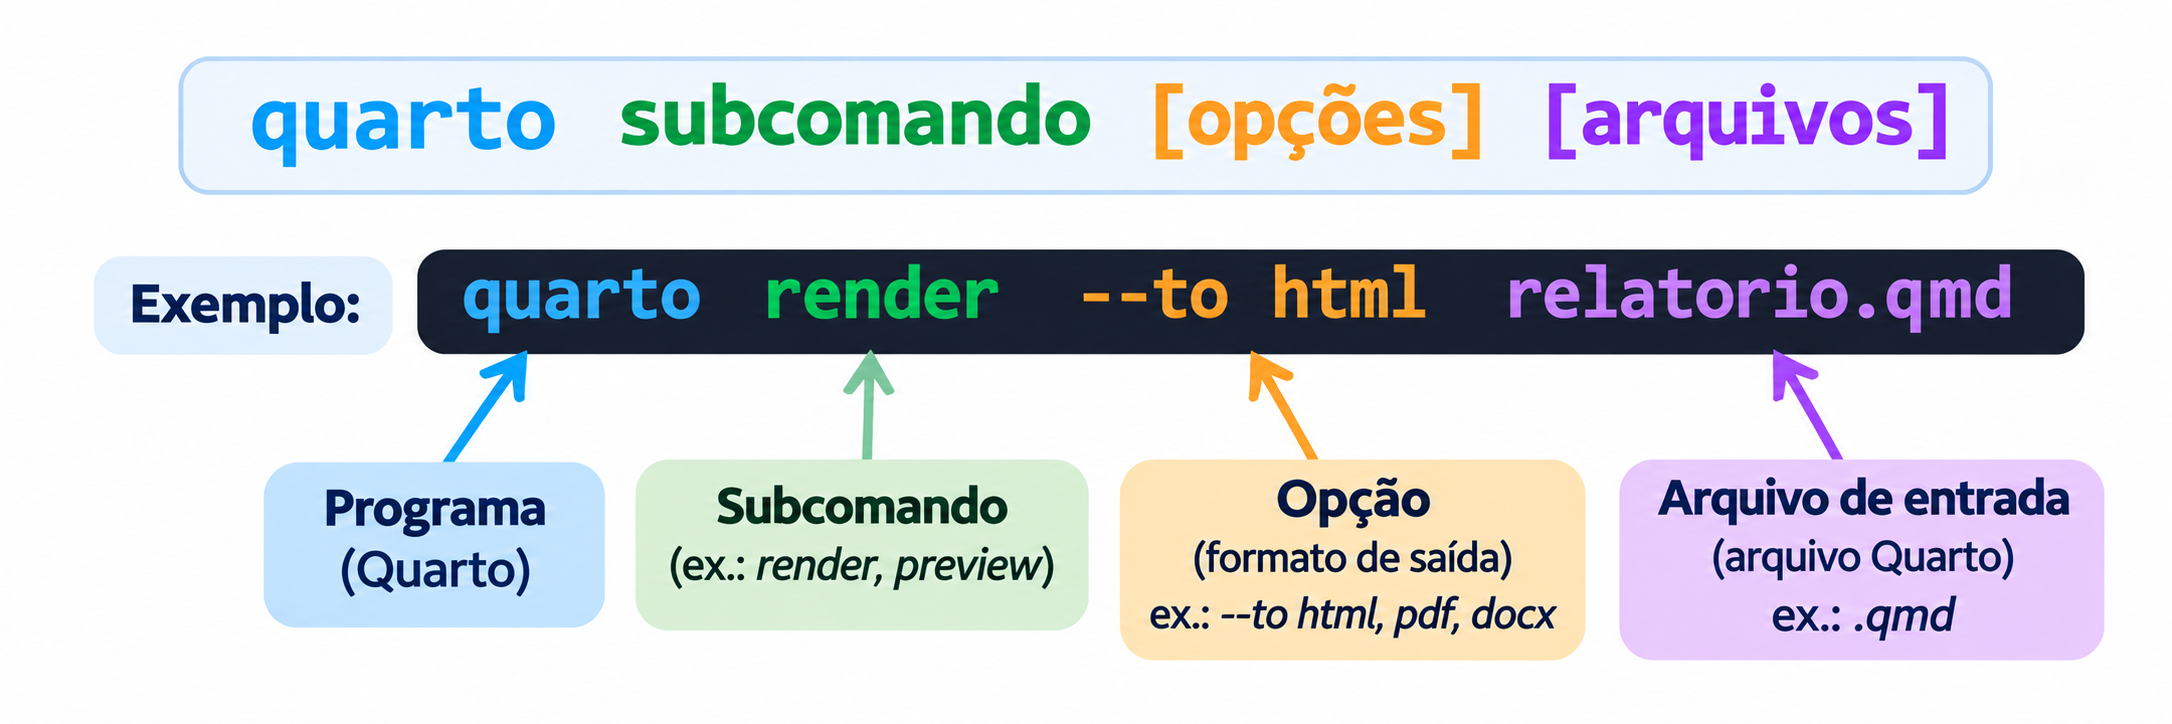 quarto subcomando [opções] [arquivos]
Exemplo: quarto render --to html relatorio.qmd
Programa
(Quarto)
Subcomando
(ex.: render, preview)
Opção
(formato de saída)
ex.: --to html, pdf, docx
Arquivo de entrada
(arquivo Quarto)
ex.: .qmd